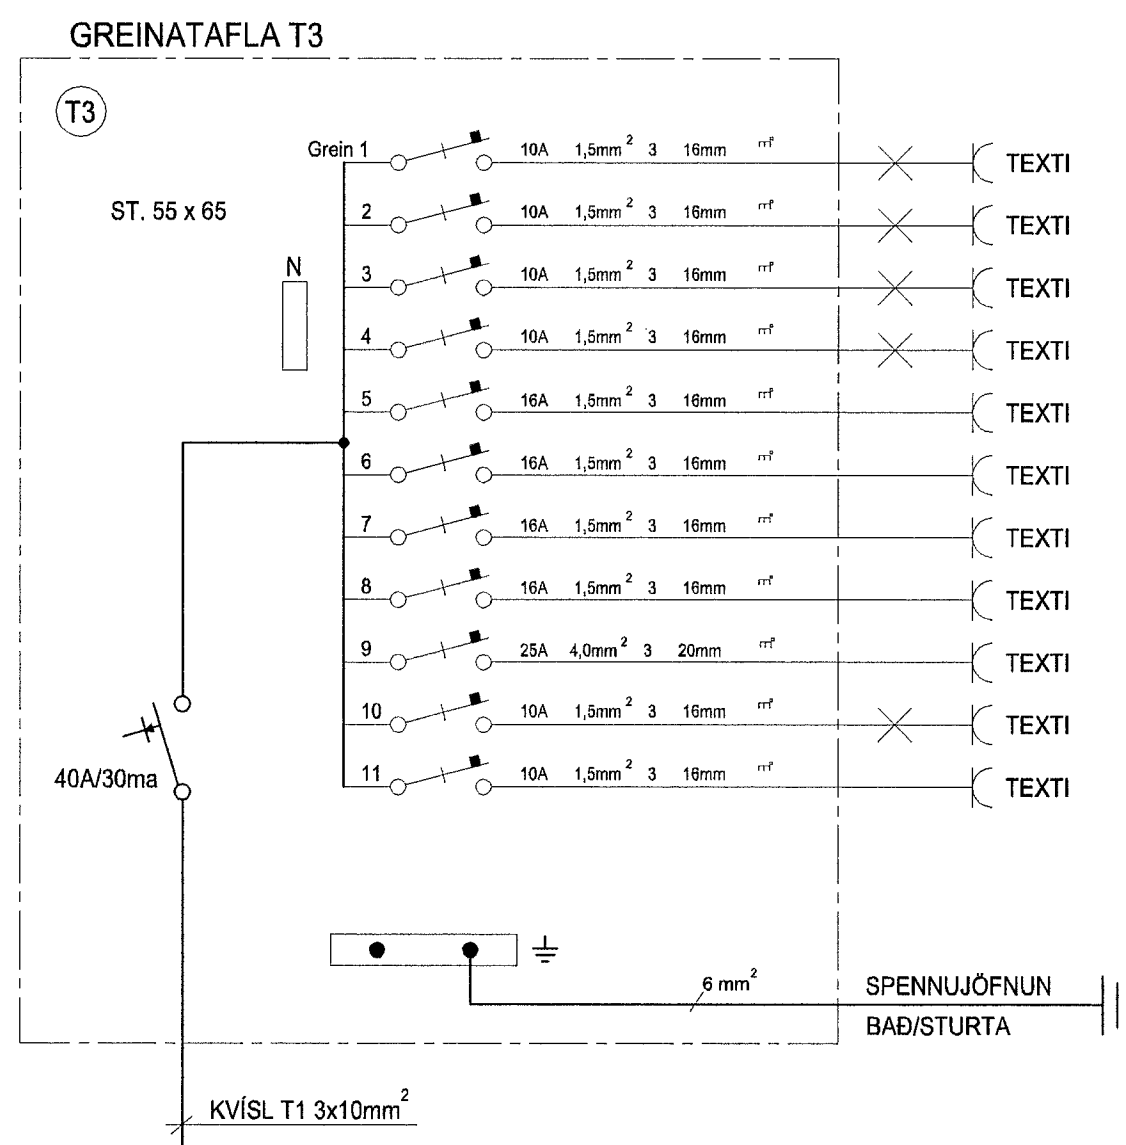 GREINATAFLA T3
T3
ST. 55 x 65
N
Grein 1 10A 1,5mm² 3 16mm TEXTI
2 10A 1,5mm² 3 16mm TEXTI
3 10A 1,5mm² 3 16mm TEXTI
4 10A 1,5mm² 3 16mm TEXTI
5 16A 1,5mm² 3 16mm TEXTI
6 16A 1,5mm² 3 16mm TEXTI
7 16A 1,5mm² 3 16mm TEXTI
8 16A 1,5mm² 3 16mm TEXTI
9 25A 4,0mm² 3 20mm TEXTI
10 10A 1,5mm² 3 16mm TEXTI
11 10A 1,5mm² 3 16mm TEXTI
40A/30ma
6 mm²
SPENNUJÖFNUN
BAÐ/STURTA
KVÍSL T1 3x10mm²